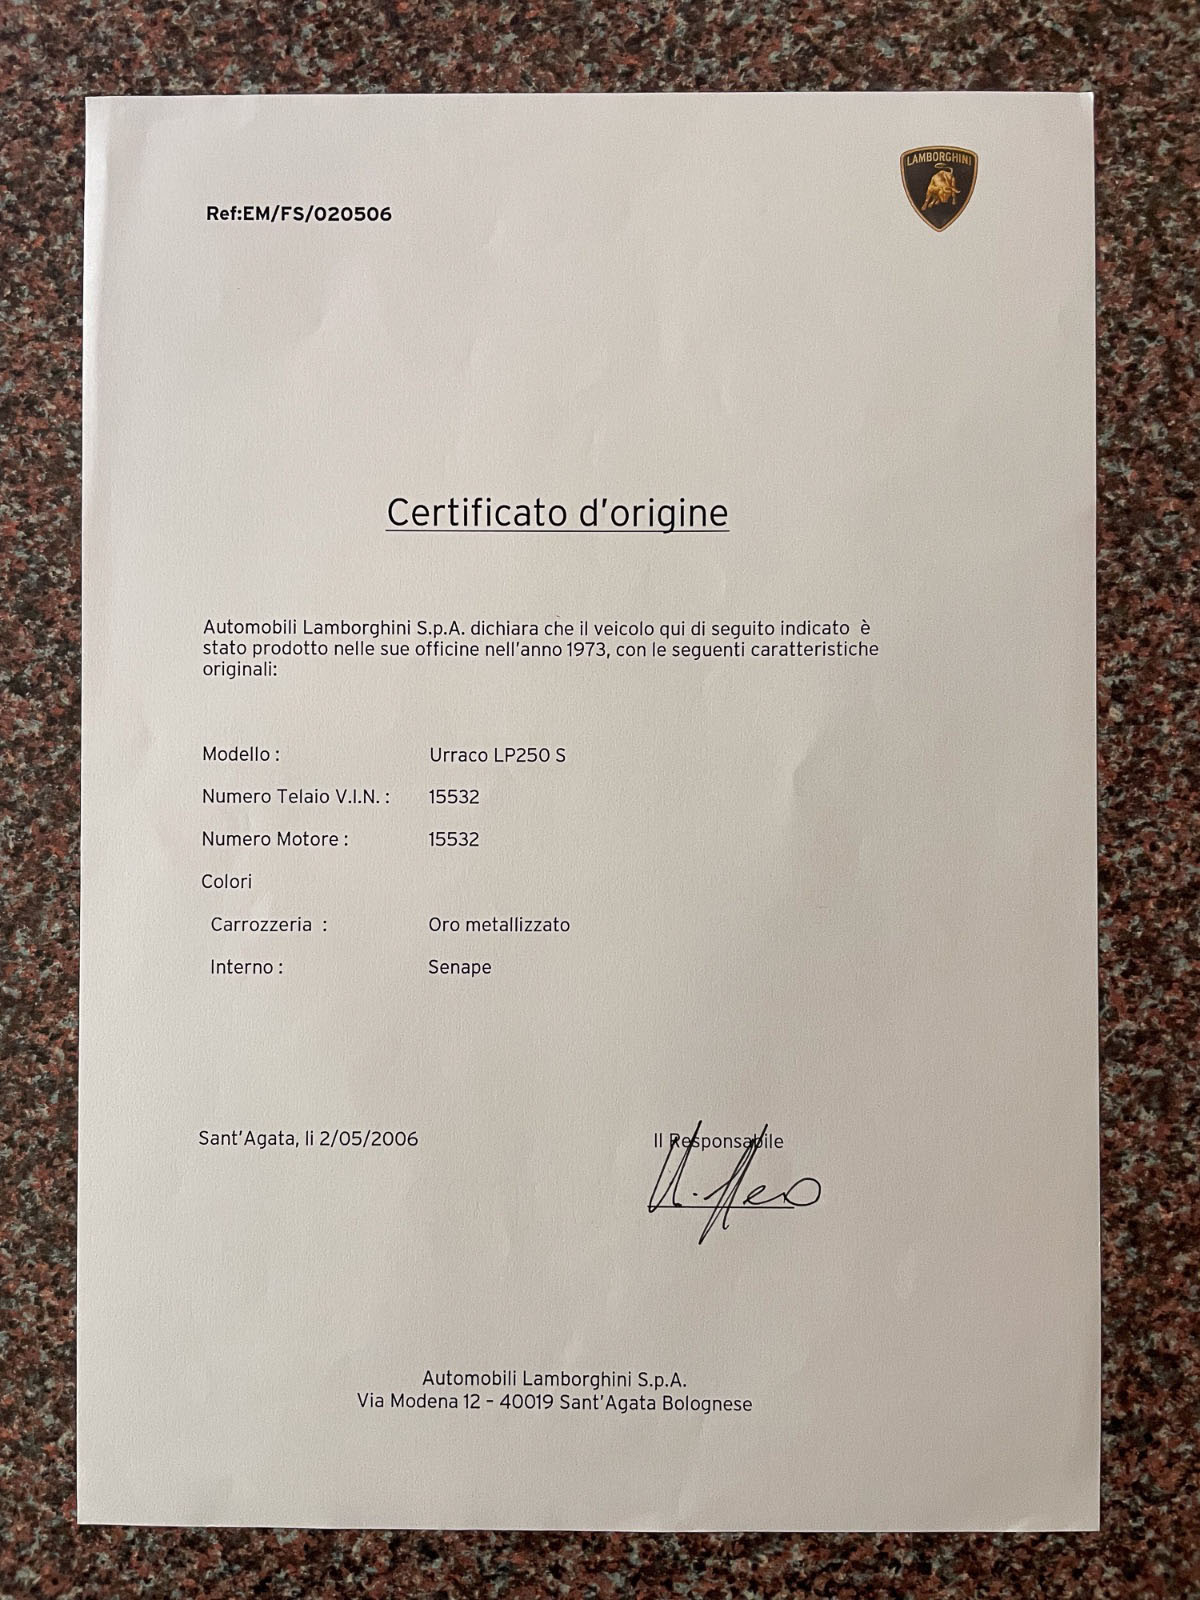 LAMBORGHINI
Ref:EM/FS/020506
Certificato d'origine
Automobili Lamborghini S.p.A. dichiara che il veicolo qui di seguito indicato è
stato prodotto nelle sue officine nell'anno 1973, con le seguenti caratteristiche
originali:
Modello : Urraco LP250 S
Numero Telaio V.I.N. : 15532
Numero Motore : 15532
Colori
Carrozzeria : Oro metallizzato
Interno : Senape
Sant'Agata, li 2/05/2006 Il Responsabile
Automobili Lamborghini S.p.A.
Via Modena 12 – 40019 Sant'Agata Bolognese